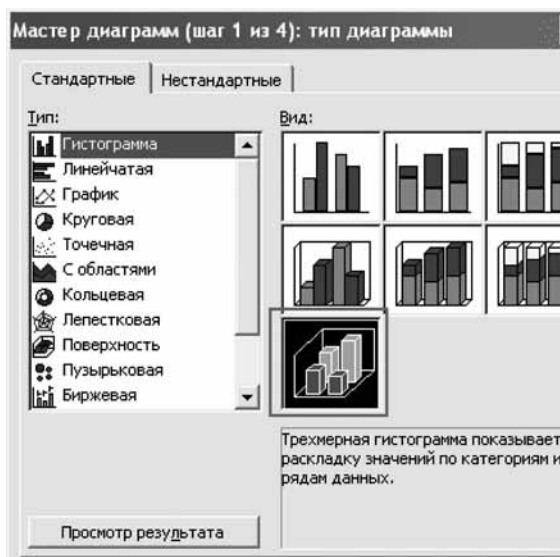 Мастер диаграмм (шаг 1 из 4): тип диаграммы
Стандартные Нестандартные
Тип:
Гистограмма
Линейчатая
График
Круговая
Точечная
С областями
Кольцевая
Лепестковая
Поверхность
Пузырьковая
Биржевая
Вид:
Трехмерная гистограмма показывает
раскладку значений по категориям и
рядам данных.
Просмотр результата